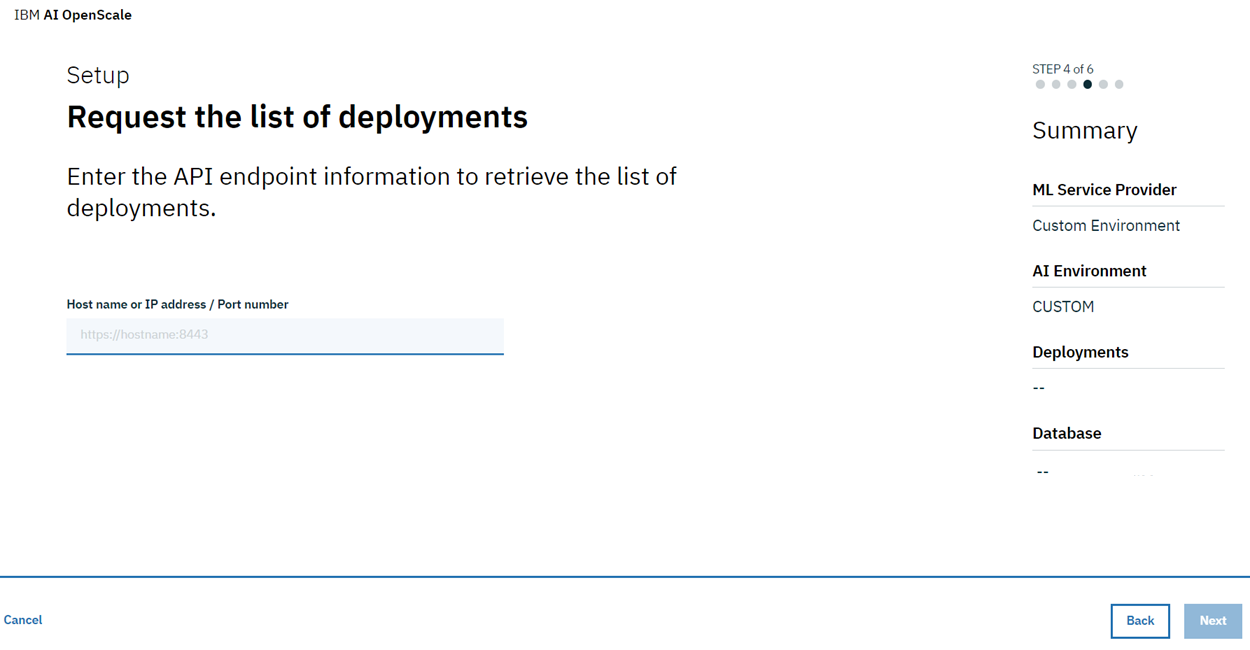 IBM AI OpenScale
Setup
Request the list of deployments
Enter the API endpoint information to retrieve the list of
deployments.
Host name or IP address / Port number
https://hostname:8443
STEP 4 of 6
Summary
ML Service Provider
Custom Environment
AI Environment
CUSTOM
Deployments
--
Database
--
Cancel
Back
Next